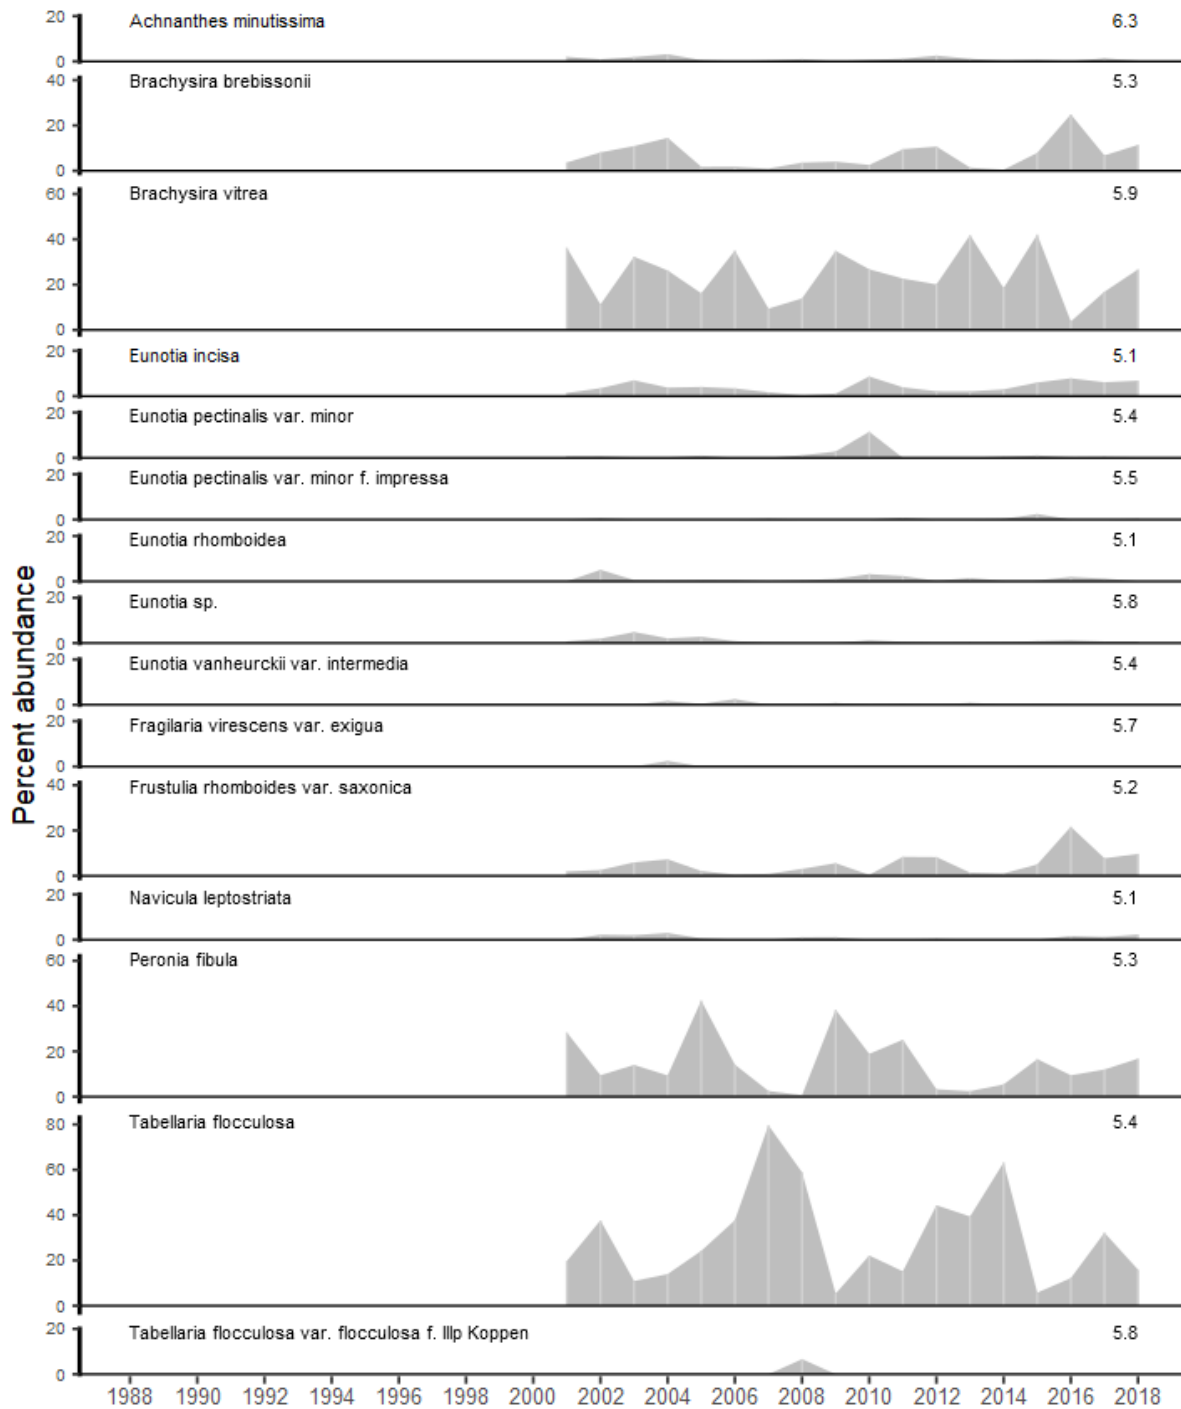 Percent abundance
20 Achnanthes minutissima 6.3
0
40 Brachysira brebissonii 5.3
20
0
60 Brachysira vitrea 5.9
40
20
0
20 Eunotia incisa 5.1
0
20 Eunotia pectinalis var. minor 5.4
0
20 Eunotia pectinalis var. minor f. impressa 5.5
0
20 Eunotia rhomboidea 5.1
0
20 Eunotia sp. 5.8
0
20 Eunotia vanheurckii var. intermedia 5.4
0
20 Fragilaria virescens var. exigua 5.7
0
40 Frustulia rhomboides var. saxonica 5.2
20
0
20 Navicula leptostriata 5.1
0
60 Peronia fibula 5.3
40
20
0
80 Tabellaria flocculosa 5.4
60
40
20
0
20 Tabellaria flocculosa var. flocculosa f. IIIp Koppen 5.8
0
1988 1990 1992 1994 1996 1998 2000 2002 2004 2006 2008 2010 2012 2014 2016 2018